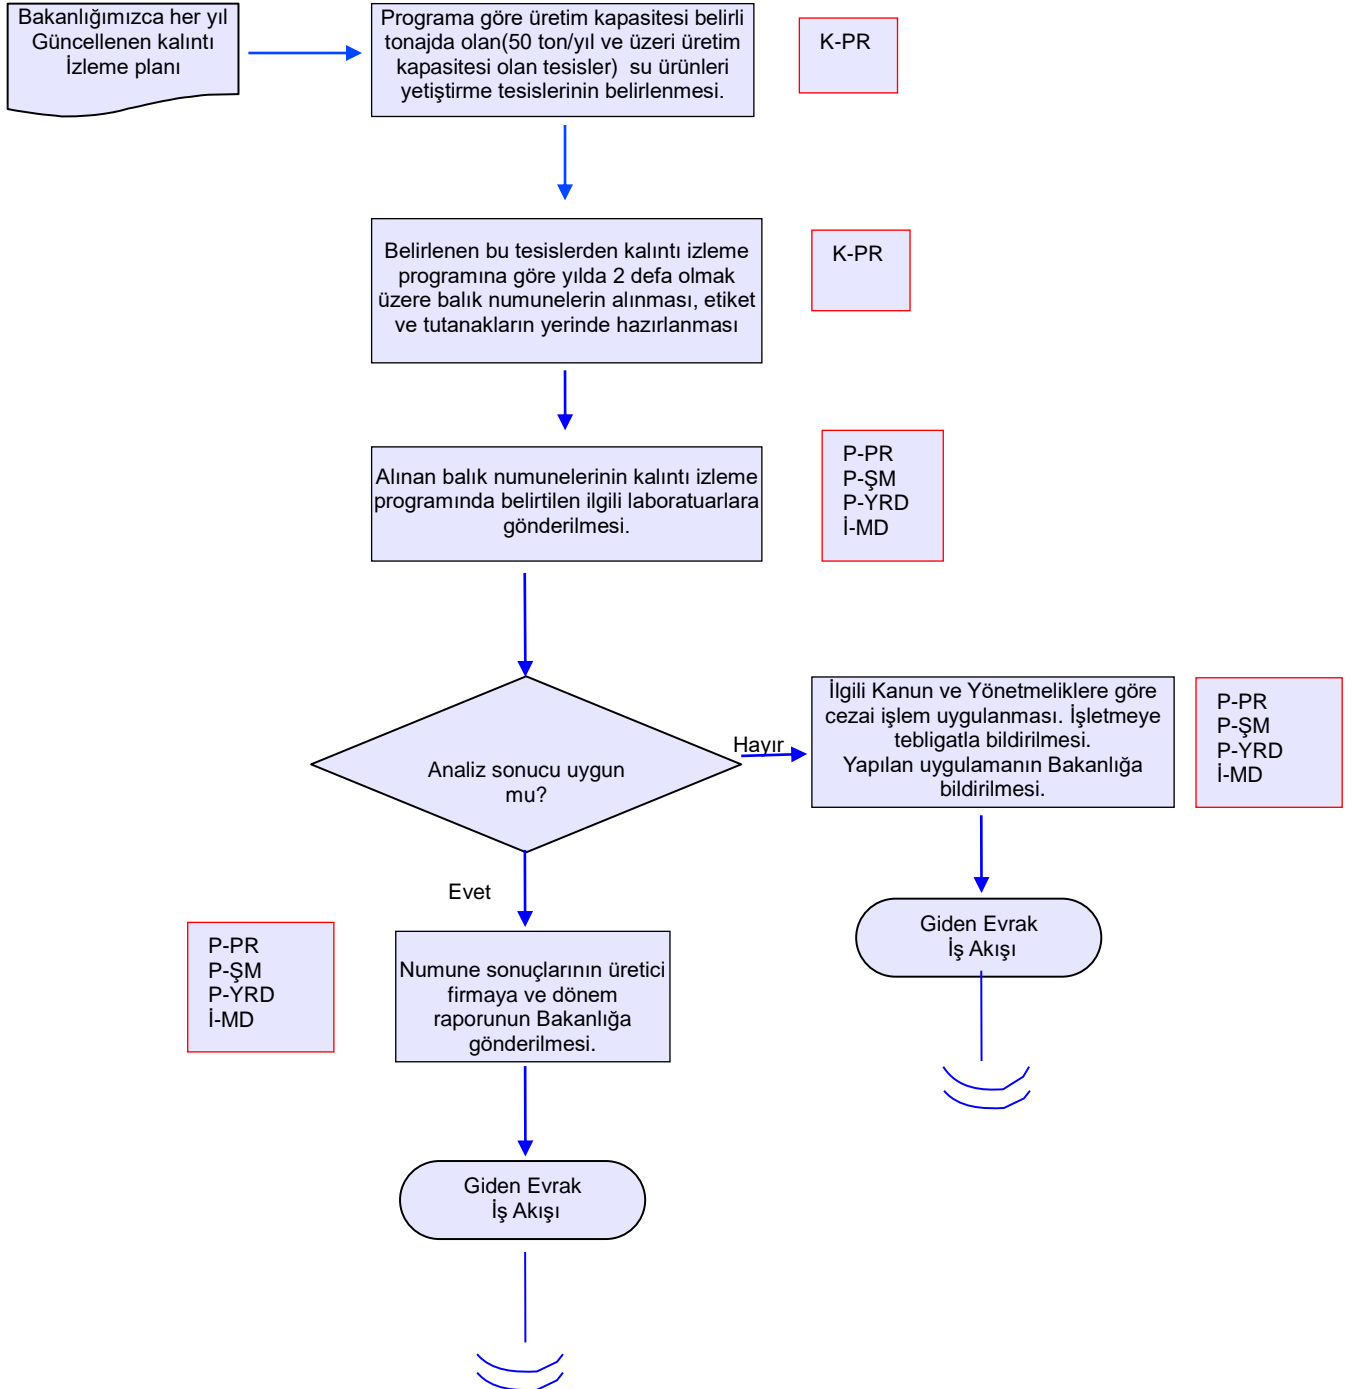 Bakanlığımızca her yıl
Güncellenen kalıntı
İzleme planı
Programa göre üretim kapasitesi belirli
tonajda olan(50 ton/yıl ve üzeri üretim
kapasitesi olan tesisler)  su ürünleri
yetiştirme tesislerinin belirlenmesi.
K-PR
Belirlenen bu tesislerden kalıntı izleme
programına göre yılda 2 defa olmak
üzere balık numunelerin alınması, etiket
ve tutanakların yerinde hazırlanması
K-PR
Alınan balık numunelerinin kalıntı izleme
programında belirtilen ilgili laboratuarlara
gönderilmesi.
P-PR
P-ŞM
P-YRD
İ-MD
Analiz sonucu uygun
mu?
Hayır
İlgili Kanun ve Yönetmeliklere göre
cezai işlem uygulanması. İşletmeye
tebligatla bildirilmesi.
Yapılan uygulamanın Bakanlığa
bildirilmesi.
P-PR
P-ŞM
P-YRD
İ-MD
Giden Evrak
İş Akışı
Evet
P-PR
P-ŞM
P-YRD
İ-MD
Numune sonuçlarının üretici
firmaya ve dönem
raporunun Bakanlığa
gönderilmesi.
Giden Evrak
İş Akışı